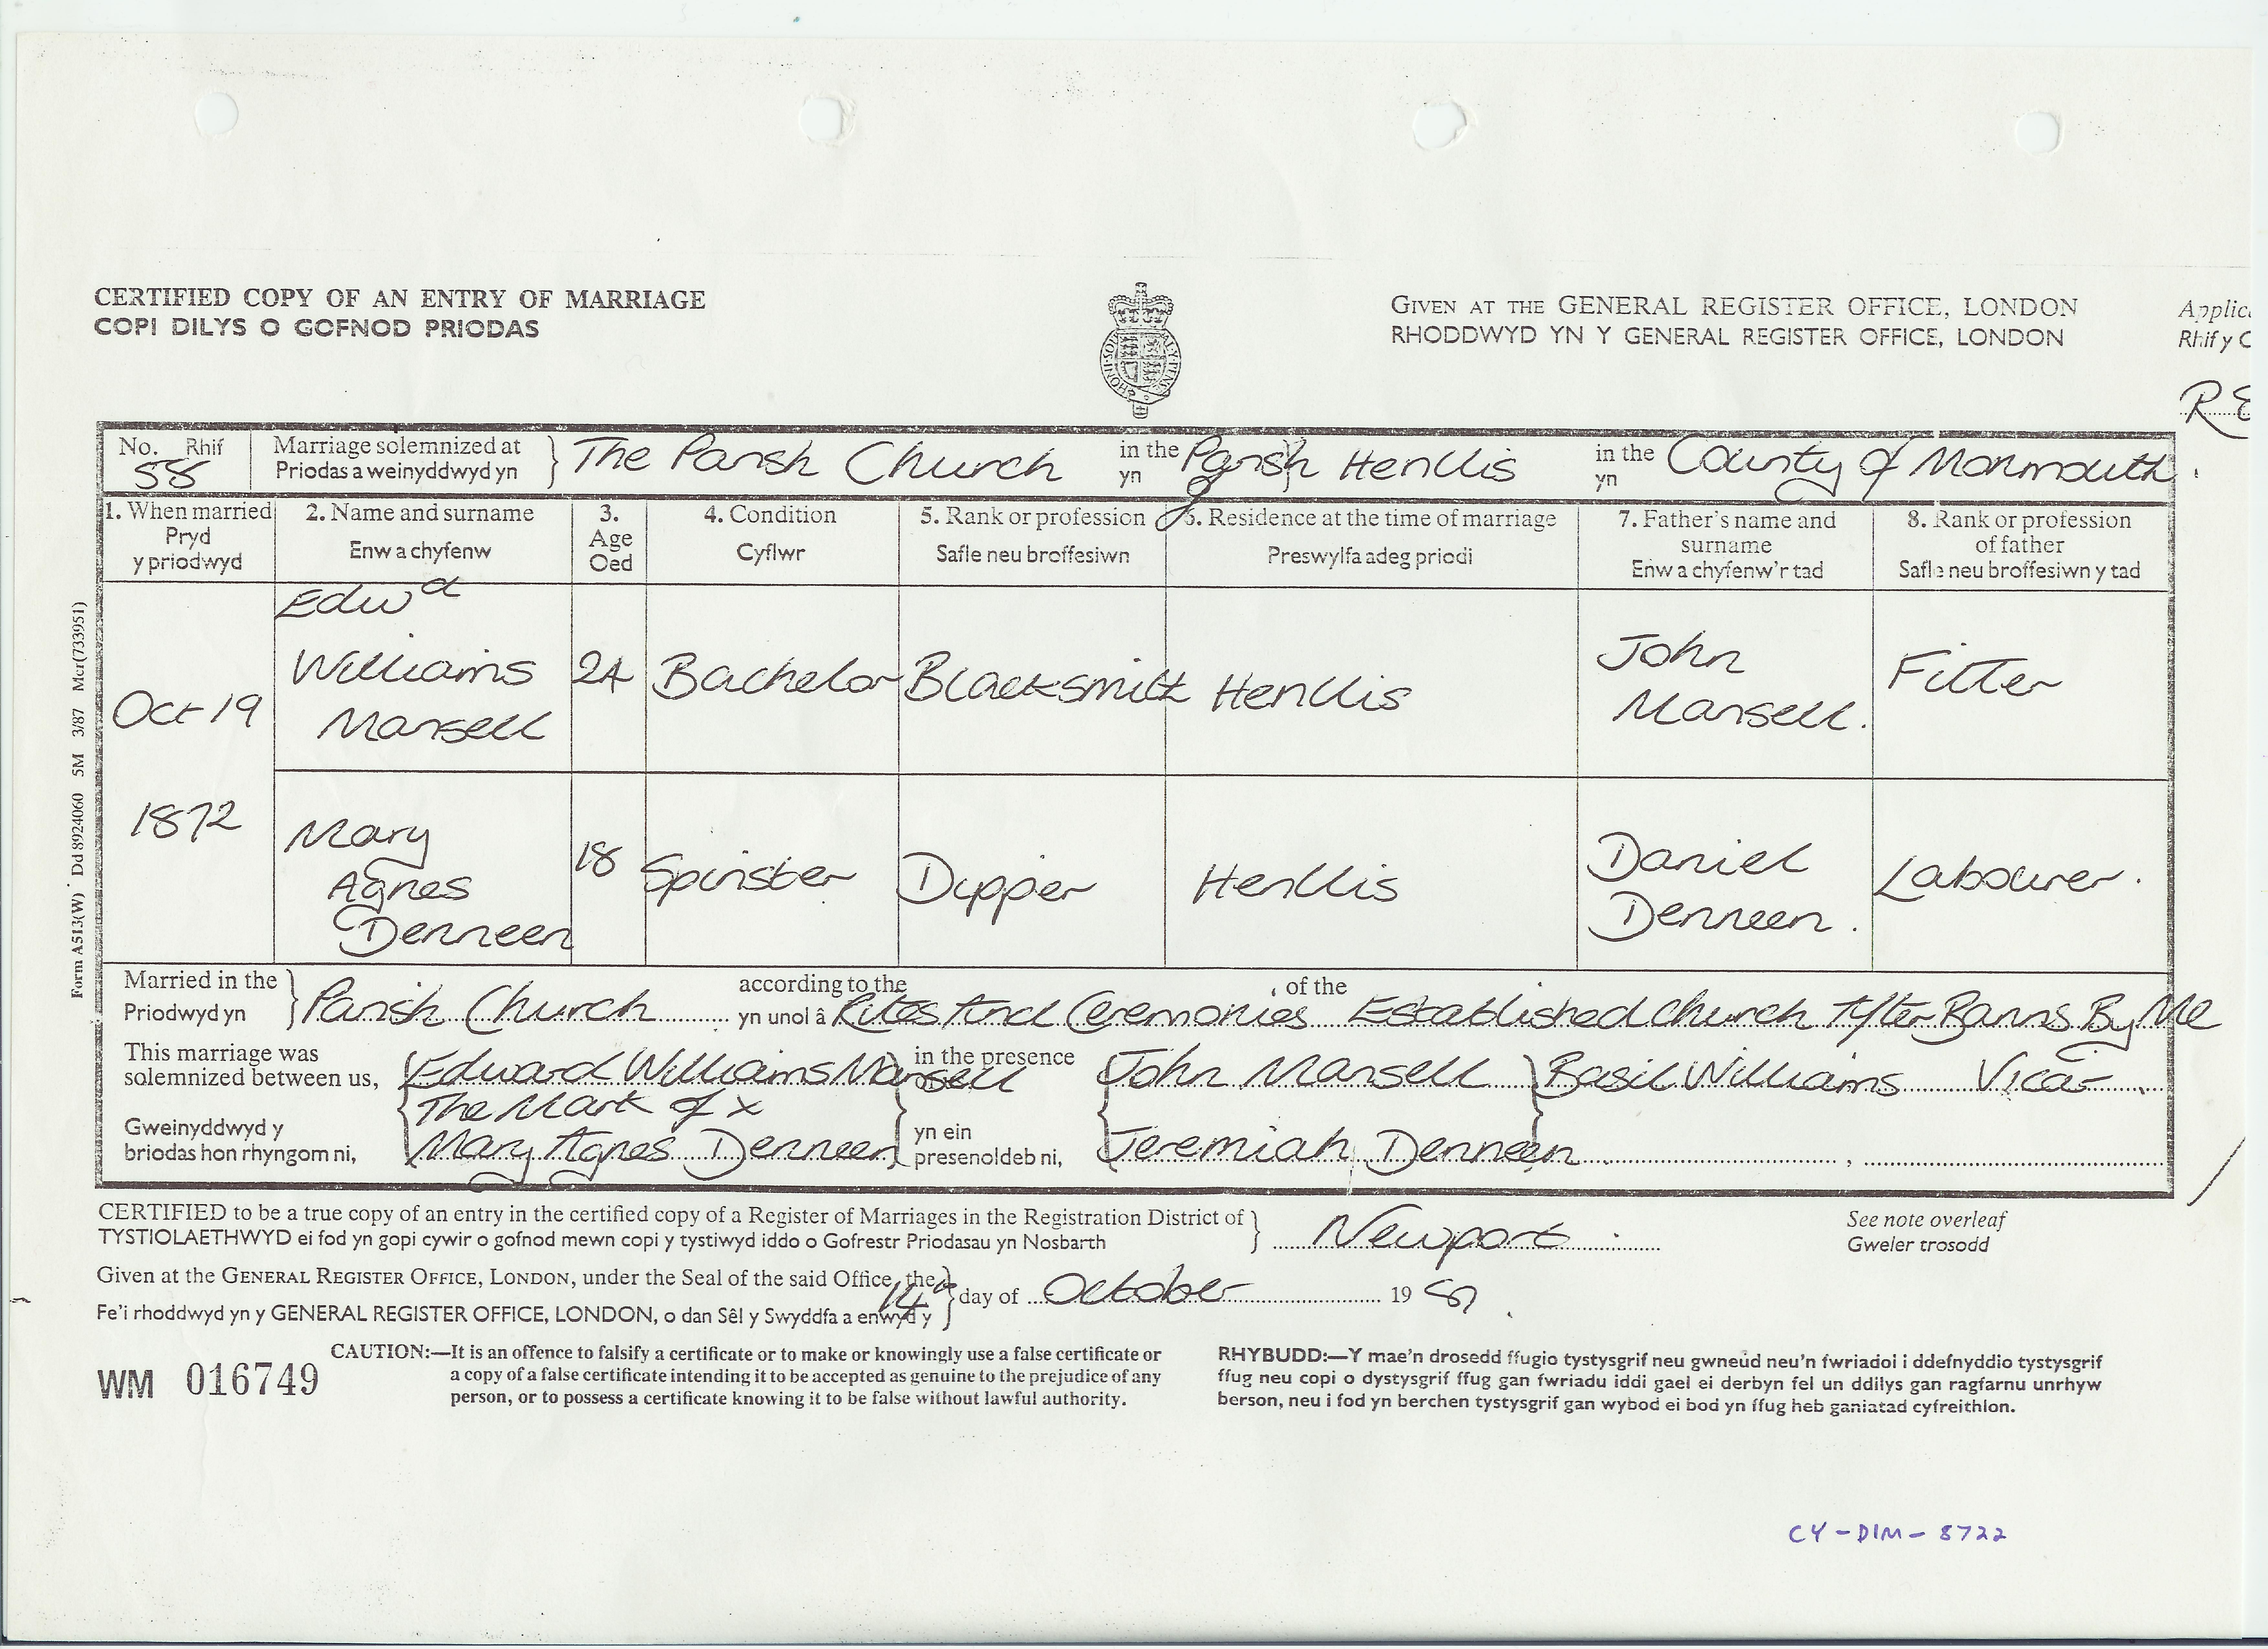 CERTIFIED COPY OF AN ENTRY OF MARRIAGE
COPI DILYS O GOFNOD PRIODAS
GIVEN AT THE GENERAL REGISTER OFFICE, LONDON
RHODDWYD YN Y GENERAL REGISTER OFFICE, LONDON
Applic
Rhif y C
RE
No. Rhif
58
Marriage solemnized at
Priodas a weinyddwyd yn
The Parish Church
in the
yn
Parish of Henllis
in the
yn
County of Monmouth
1. When married
Pryd
y priodwyd
2. Name and surname
Enw a chyfenw
3.
Age
Oed
4. Condition
Cyflwr
5. Rank or profession
Safle neu broffesiwn
6. Residence at the time of marriage
Preswylfa adeg priodi
7. Father's name and
surname
Enw a chyfenw'r tad
8. Rank or profession
of father
Safle neu broffesiwn y tad
Oct 19
1872
Edwd
Williams
Mansell
24
Bachelor
Blacksmith
Henllis
John
Mansell.
Fitter
Mary
Agnes
Denneen
18
Spinster
Dipper
Henllis
Daniel
Denneen.
Labourer.
Married in the
Priodwyd yn
Parish Church
according to the
yn unol â
Rites And Ceremonies
of the
Established Church After Banns By Me
This marriage was
solemnized between us,
Gweinyddwyd y
briodas hon rhyngom ni,
Edward Williams Mansell
The Mark of x
Mary Agnes Denneen
in the presence
of us,
yn ein
presenoldeb ni,
John Mansell
Jeremiah Denneen
Basil Williams Vicar
CERTIFIED to be a true copy of an entry in the certified copy of a Register of Marriages in the Registration District of
TYSTIOLAETHWYD ei fod yn gopi cywir o gofnod mewn copi y tystiwyd iddo o Gofrestr Priodasau yn Nosbarth
Newport
See note overleaf
Gweler trosodd
Given at the GENERAL REGISTER OFFICE, LONDON, under the Seal of the said Office, the
Fe'i rhoddwyd yn y GENERAL REGISTER OFFICE, LONDON, o dan Sêl y Swyddfa a enwyd y
14th
day of October 1987
WM 016749
CAUTION:—It is an offence to falsify a certificate or to make or knowingly use a false certificate or
a copy of a false certificate intending it to be accepted as genuine to the prejudice of any
person, or to possess a certificate knowing it to be false without lawful authority.
RHYBUDD:—Y mae'n drosedd ffugio tystysgrif neu gwneud neu'n fwriadol i ddefnyddio tystysgrif
ffug neu copi o dystysgrif ffug gan fwriadu iddi gael ei derbyn fel un ddilys gan ragfarnu unrhyw
berson, neu i fod yn berchen tystysgrif gan wybod ei bod yn ffug heb ganiatad cyfreithlon.
Form A513(W) Dd 8924060 5M 3/87 Mcr(733951)
CY-DIM-8722